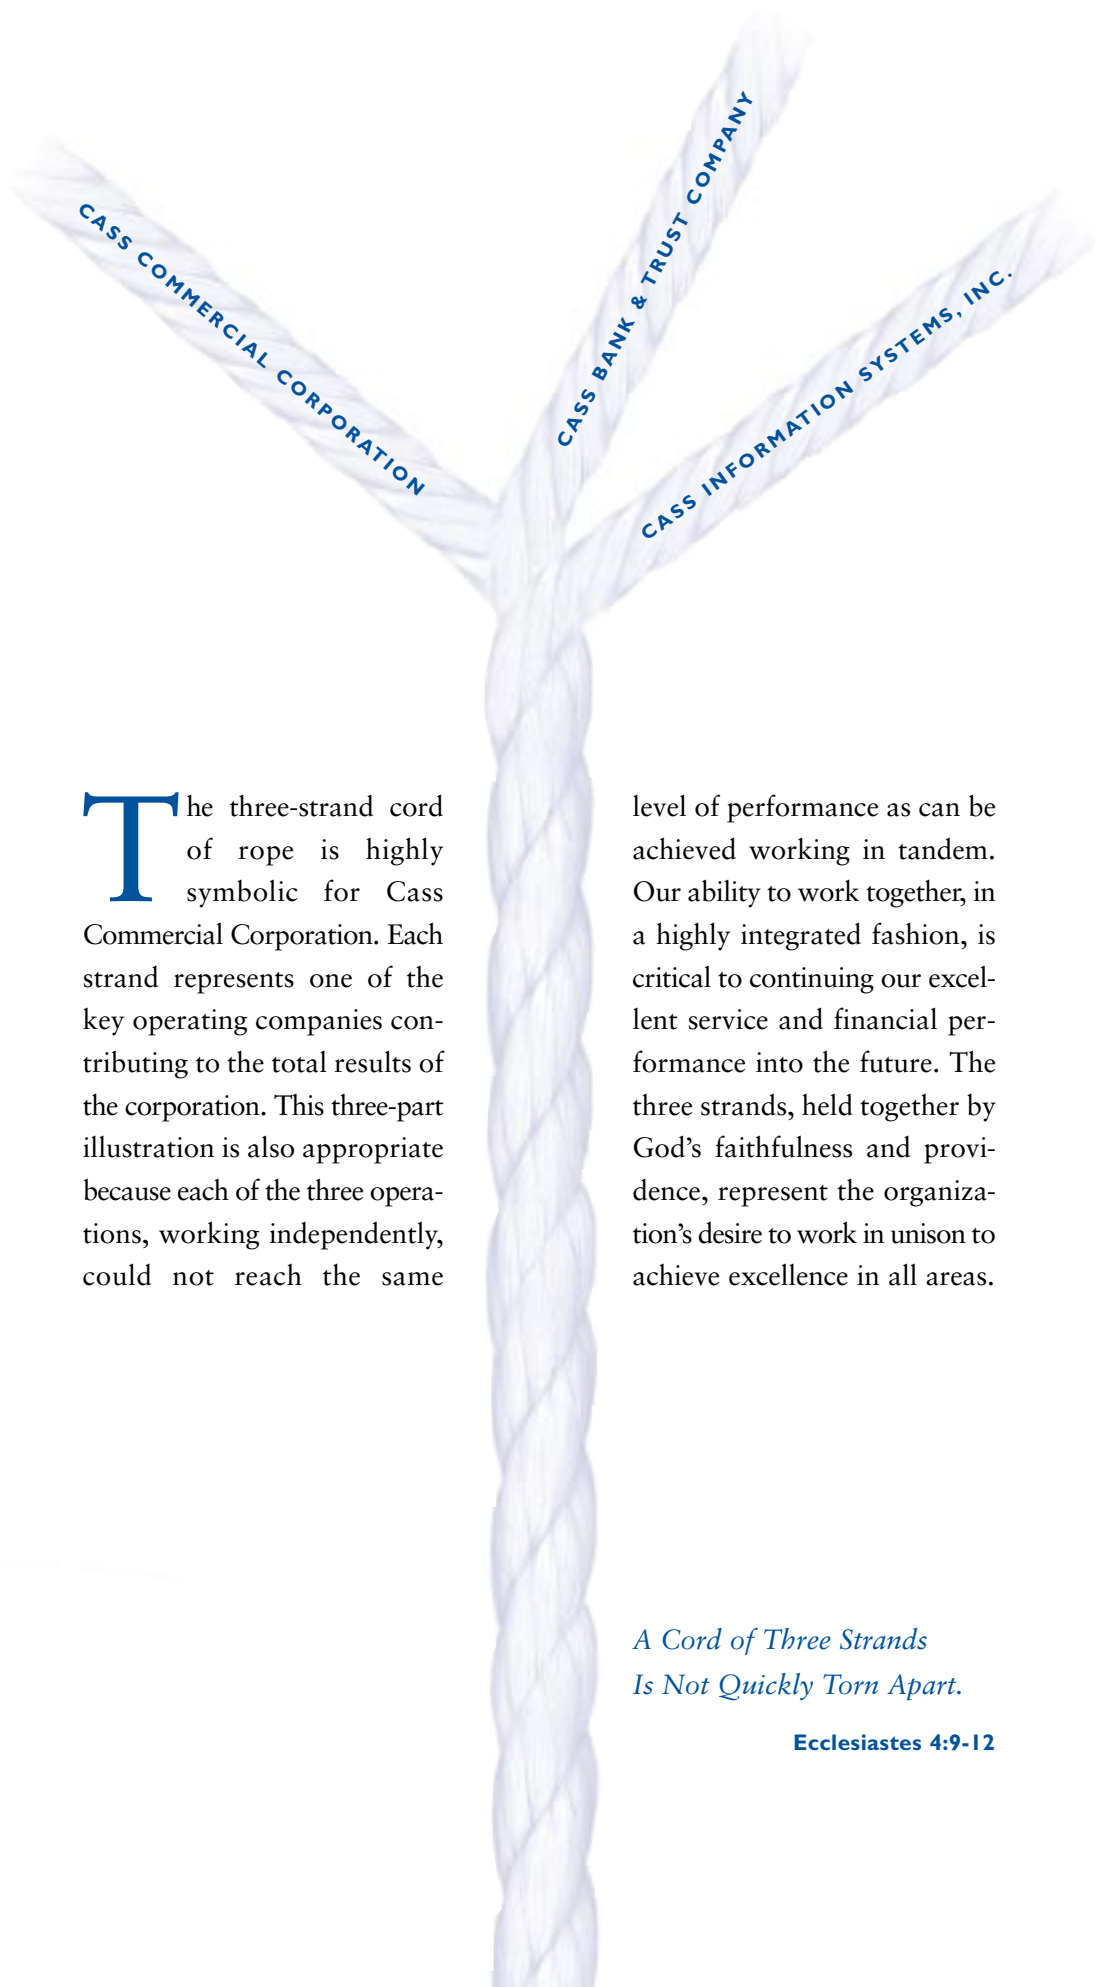 CASS COMMERCIAL CORPORATION
CASS BANK & TRUST COMPANY
CASS INFORMATION SYSTEMS, INC.
The three-strand cord
of rope is highly
symbolic for Cass
Commercial Corporation. Each
strand represents one of the
key operating companies con-
tributing to the total results of
the corporation. This three-part
illustration is also appropriate
because each of the three opera-
tions, working independently,
could not reach the same
level of performance as can be
achieved working in tandem.
Our ability to work together, in
a highly integrated fashion, is
critical to continuing our excel-
lent service and financial per-
formance into the future. The
three strands, held together by
God’s faithfulness and provi-
dence, represent the organiza-
tion’s desire to work in unison to
achieve excellence in all areas.
A Cord of Three Strands
Is Not Quickly Torn Apart.
Ecclesiastes 4:9-12